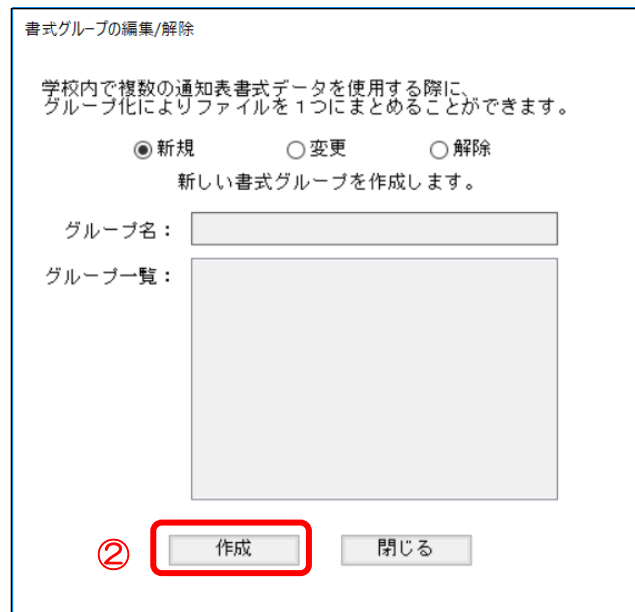 書式グループの編集/解除
学校内で複数の通知表書式データを使用する際に、
グループ化によりファイルを１つにまとめることができます。
新規 変更 解除
新しい書式グループを作成します。
グループ名：
グループ一覧：
② 作成 閉じる